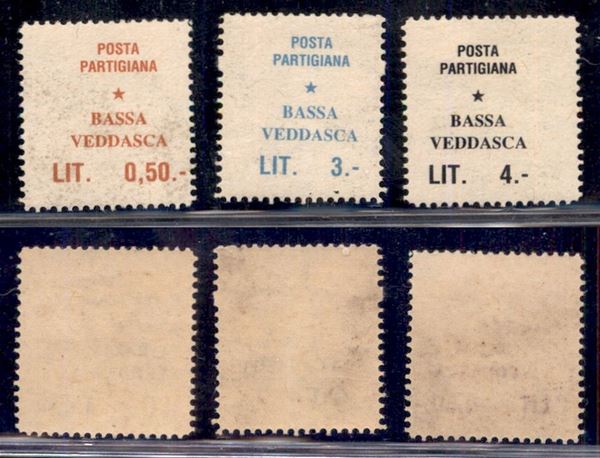 POSTA
PARTIGIANA
★
BASSA
VEDDASCA
LIT. 0,50.-
POSTA
PARTIGIANA
★
BASSA
VEDDASCA
LIT. 3.-
POSTA
PARTIGIANA
★
BASSA
VEDDASCA
LIT. 4.-